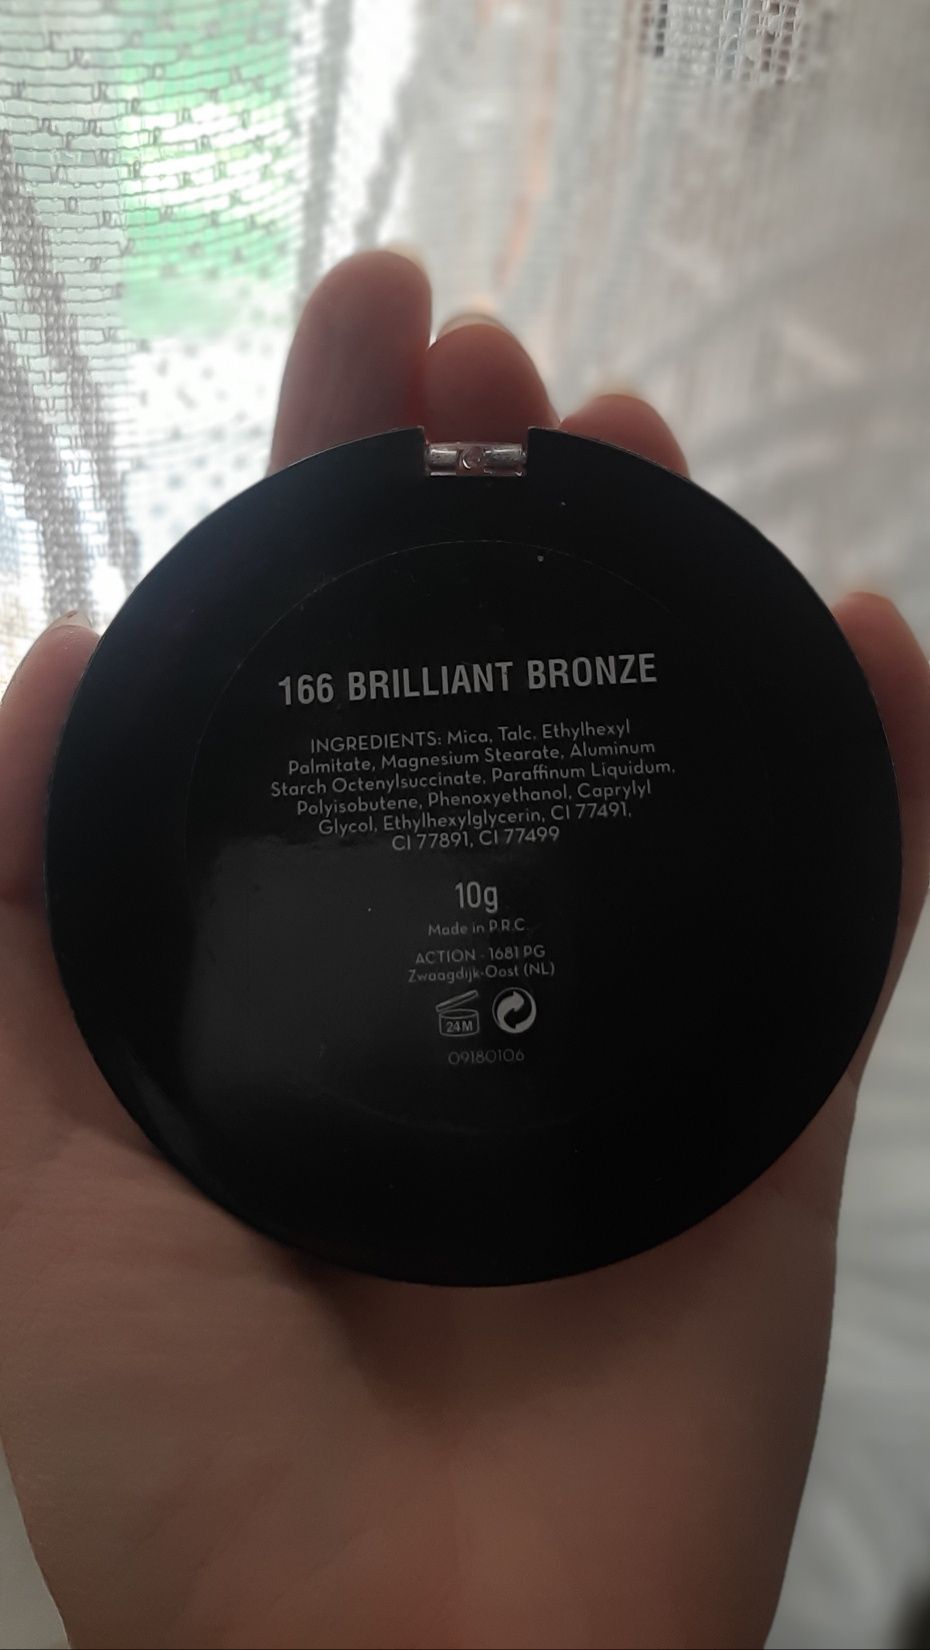 166 BRILLIANT BRONZE
INGREDIENTS: Mica, Talc, Ethylhexyl
Palmitate, Magnesium Stearate, Aluminum
Starch Octenylsuccinate, Paraffinum Liquidum,
Polyisobutene, Phenoxyethanol, Caprylyl
Glycol, Ethylhexylglycerin, CI 77491,
CI 77891, CI 77499
10g
Made in P.R.C.
ACTION - 1681 PG
Zwaagdijk-Oost (NL)
24M
09180106